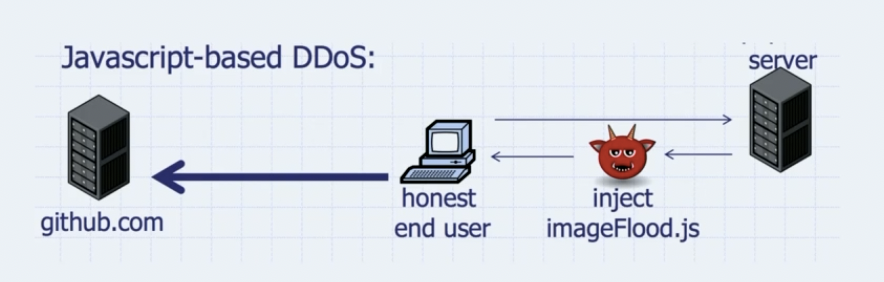 Javascript-based DDoS:
server
github.com
honest
end user
inject
imageFlood.js